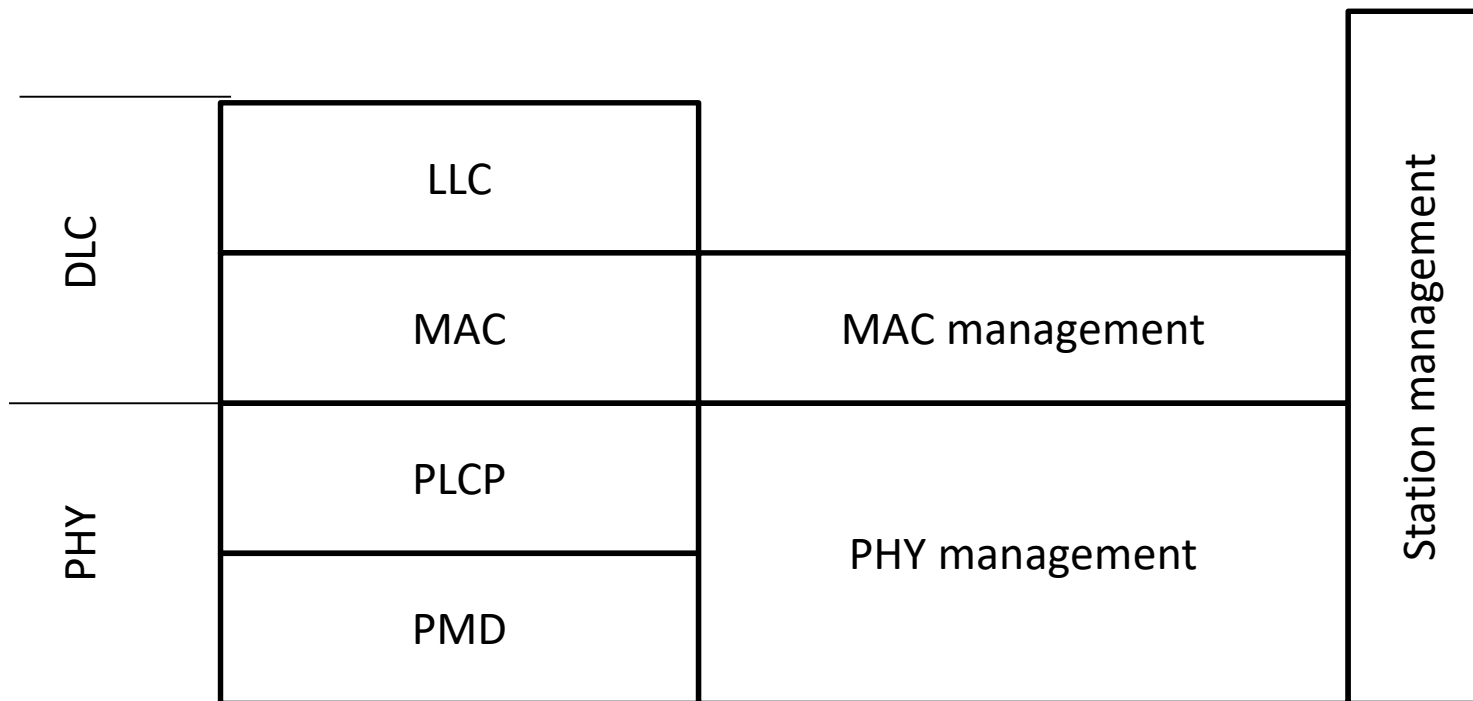 DLC
LLC
MAC
MAC management
PHY
PLCP
PMD
PHY management
Station management